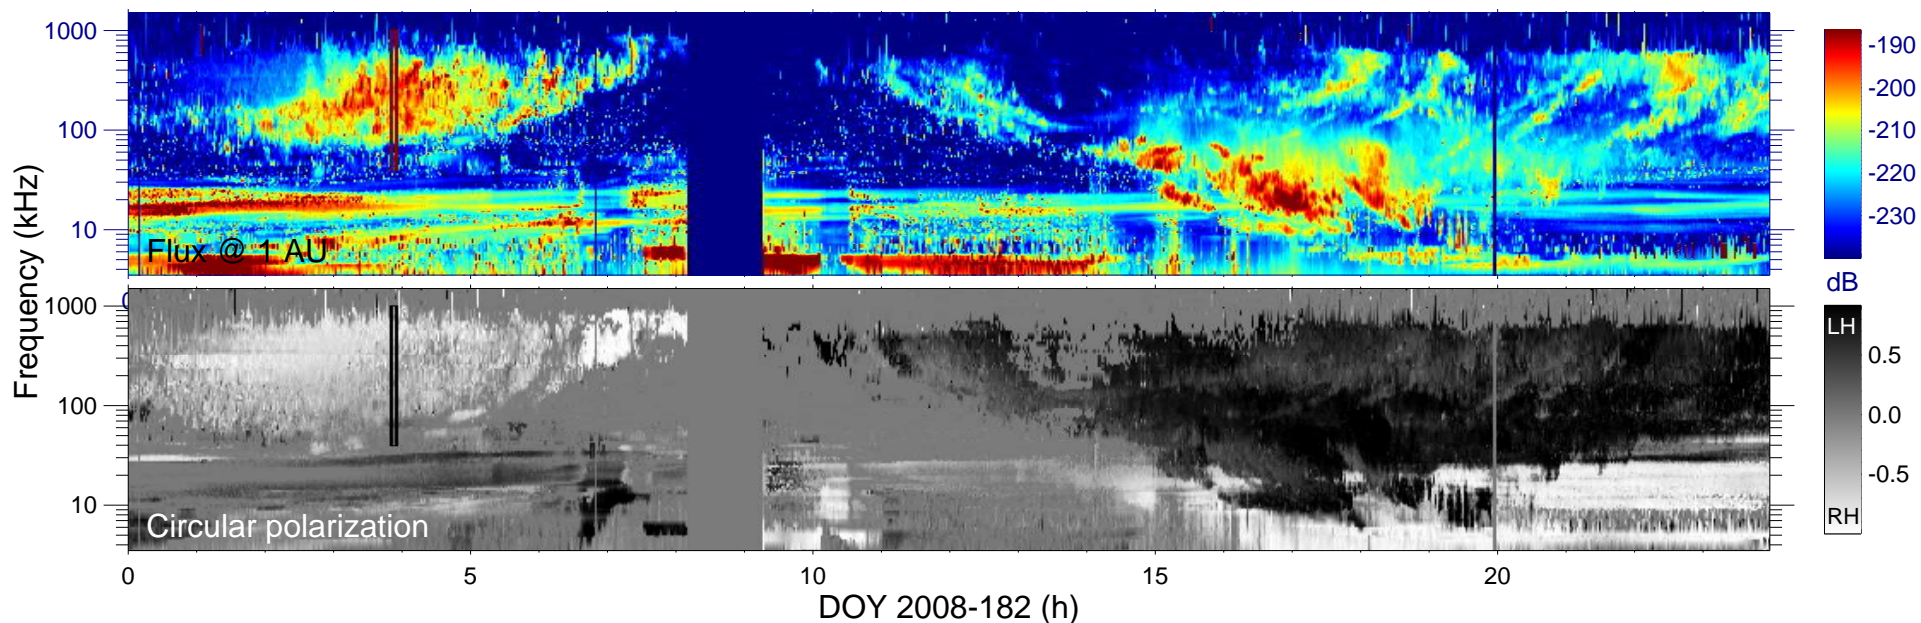 1000
100
10
Flux @ 1 AU
-190
-200
-210
-220
-230
dB
Frequency (kHz)
0
1000
100
10
Circular polarization
LH
0.5
0.0
-0.5
RH
0 5 10 15 20
DOY 2008-182 (h)